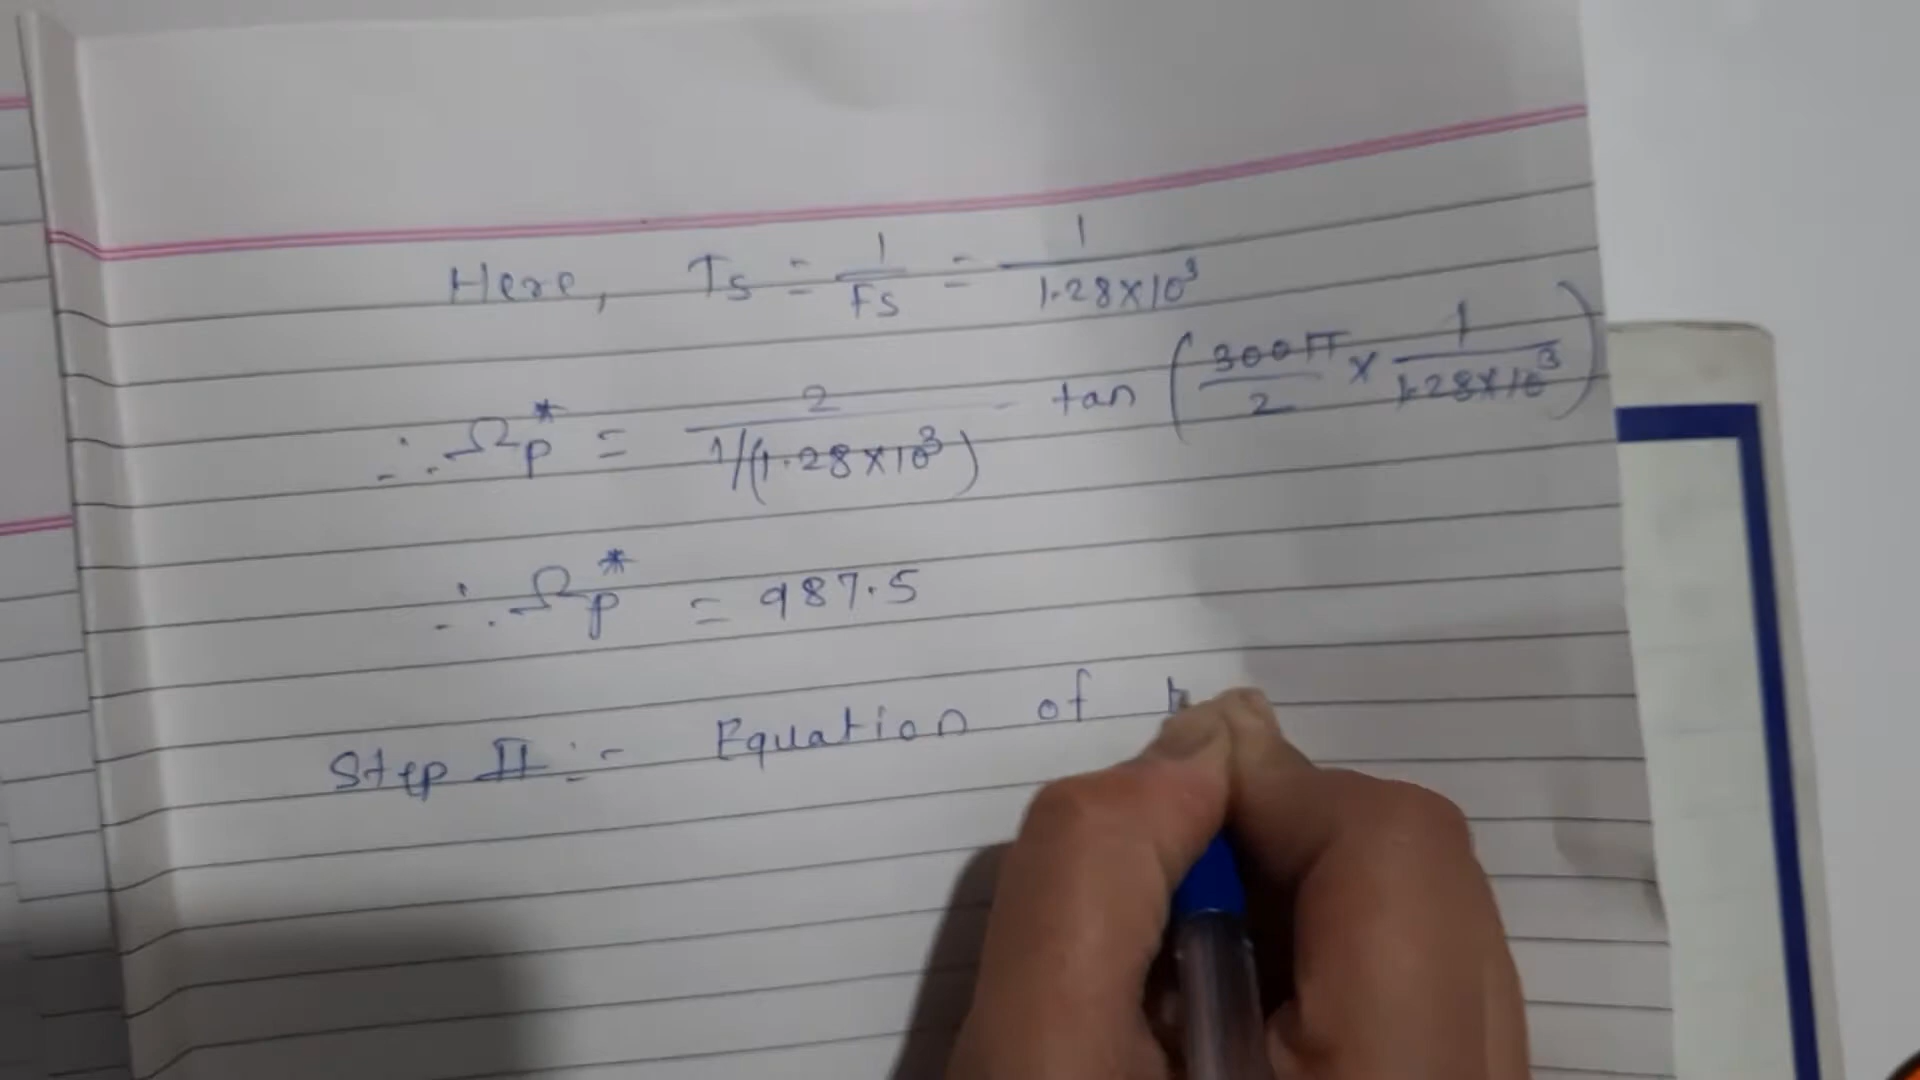 Here, Ts = 1/Fs = 1/1.28×10³
∴ Ωp* = 2/1/(1.28×10³) - tan (300π/2 × 1/1.28×10³)
∴ Ωp* = 987.5
Step II :- Equation of